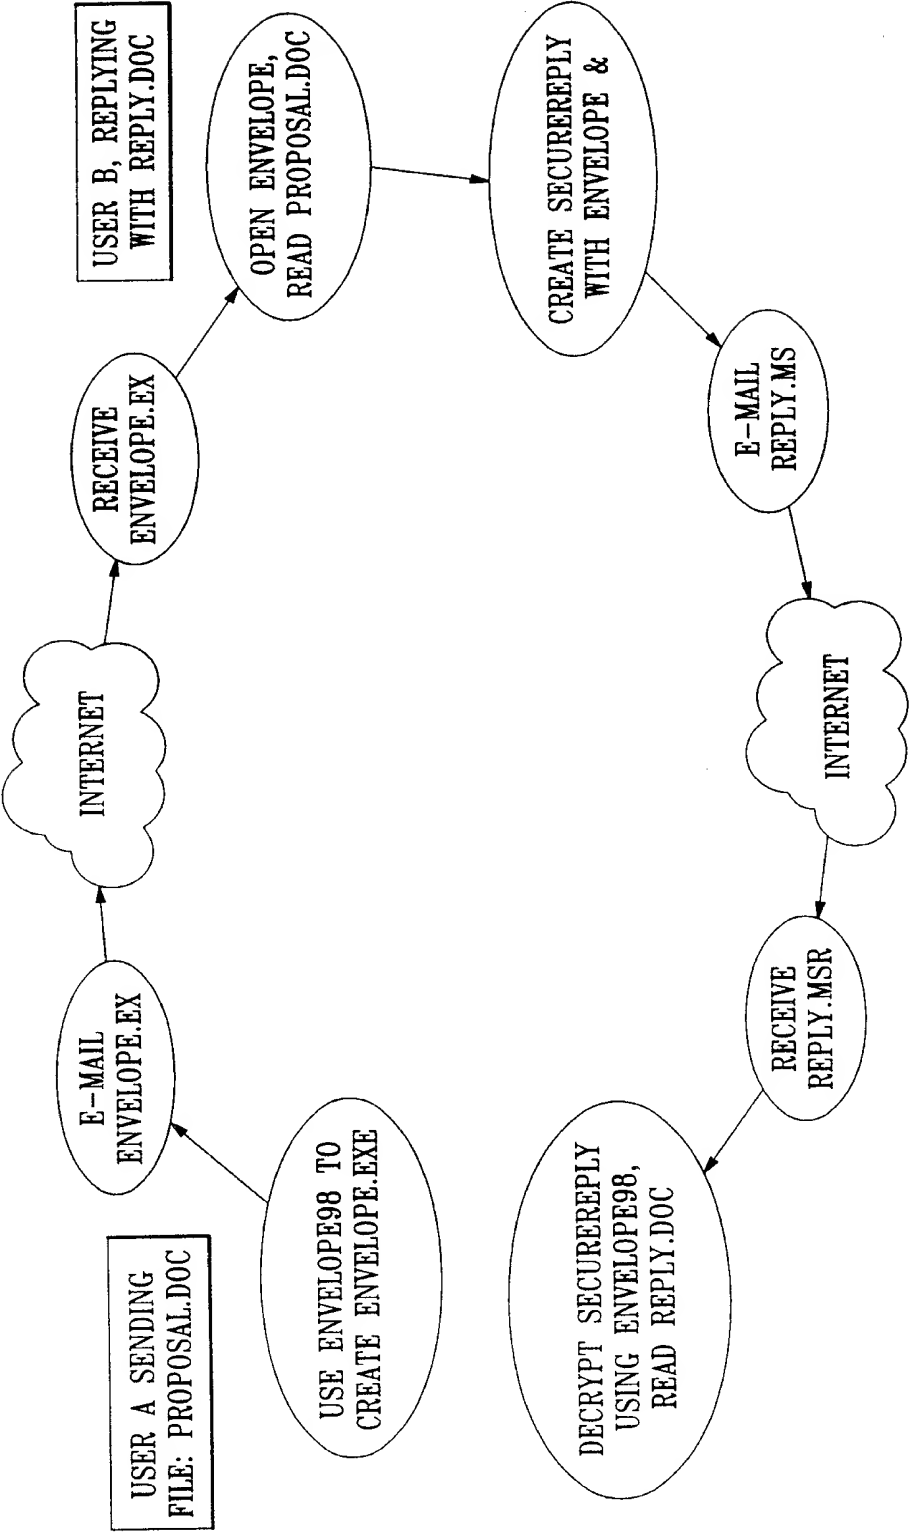 USER A SENDING
FILE: PROPOSAL.DOC
USE ENVELOPE98 TO
CREATE ENVELOPE.EXE
E-MAIL
ENVELOPE.EX
INTERNET
RECEIVE
ENVELOPE.EX
USER B, REPLYING
WITH REPLY.DOC
OPEN ENVELOPE,
READ PROPOSAL.DOC
CREATE SECUREREPLY
WITH ENVELOPE &
E-MAIL
REPLY.MS
INTERNET
RECEIVE
REPLY.MSR
DECRYPT SECUREREPLY
USING ENVELOPE98,
READ REPLY.DOC